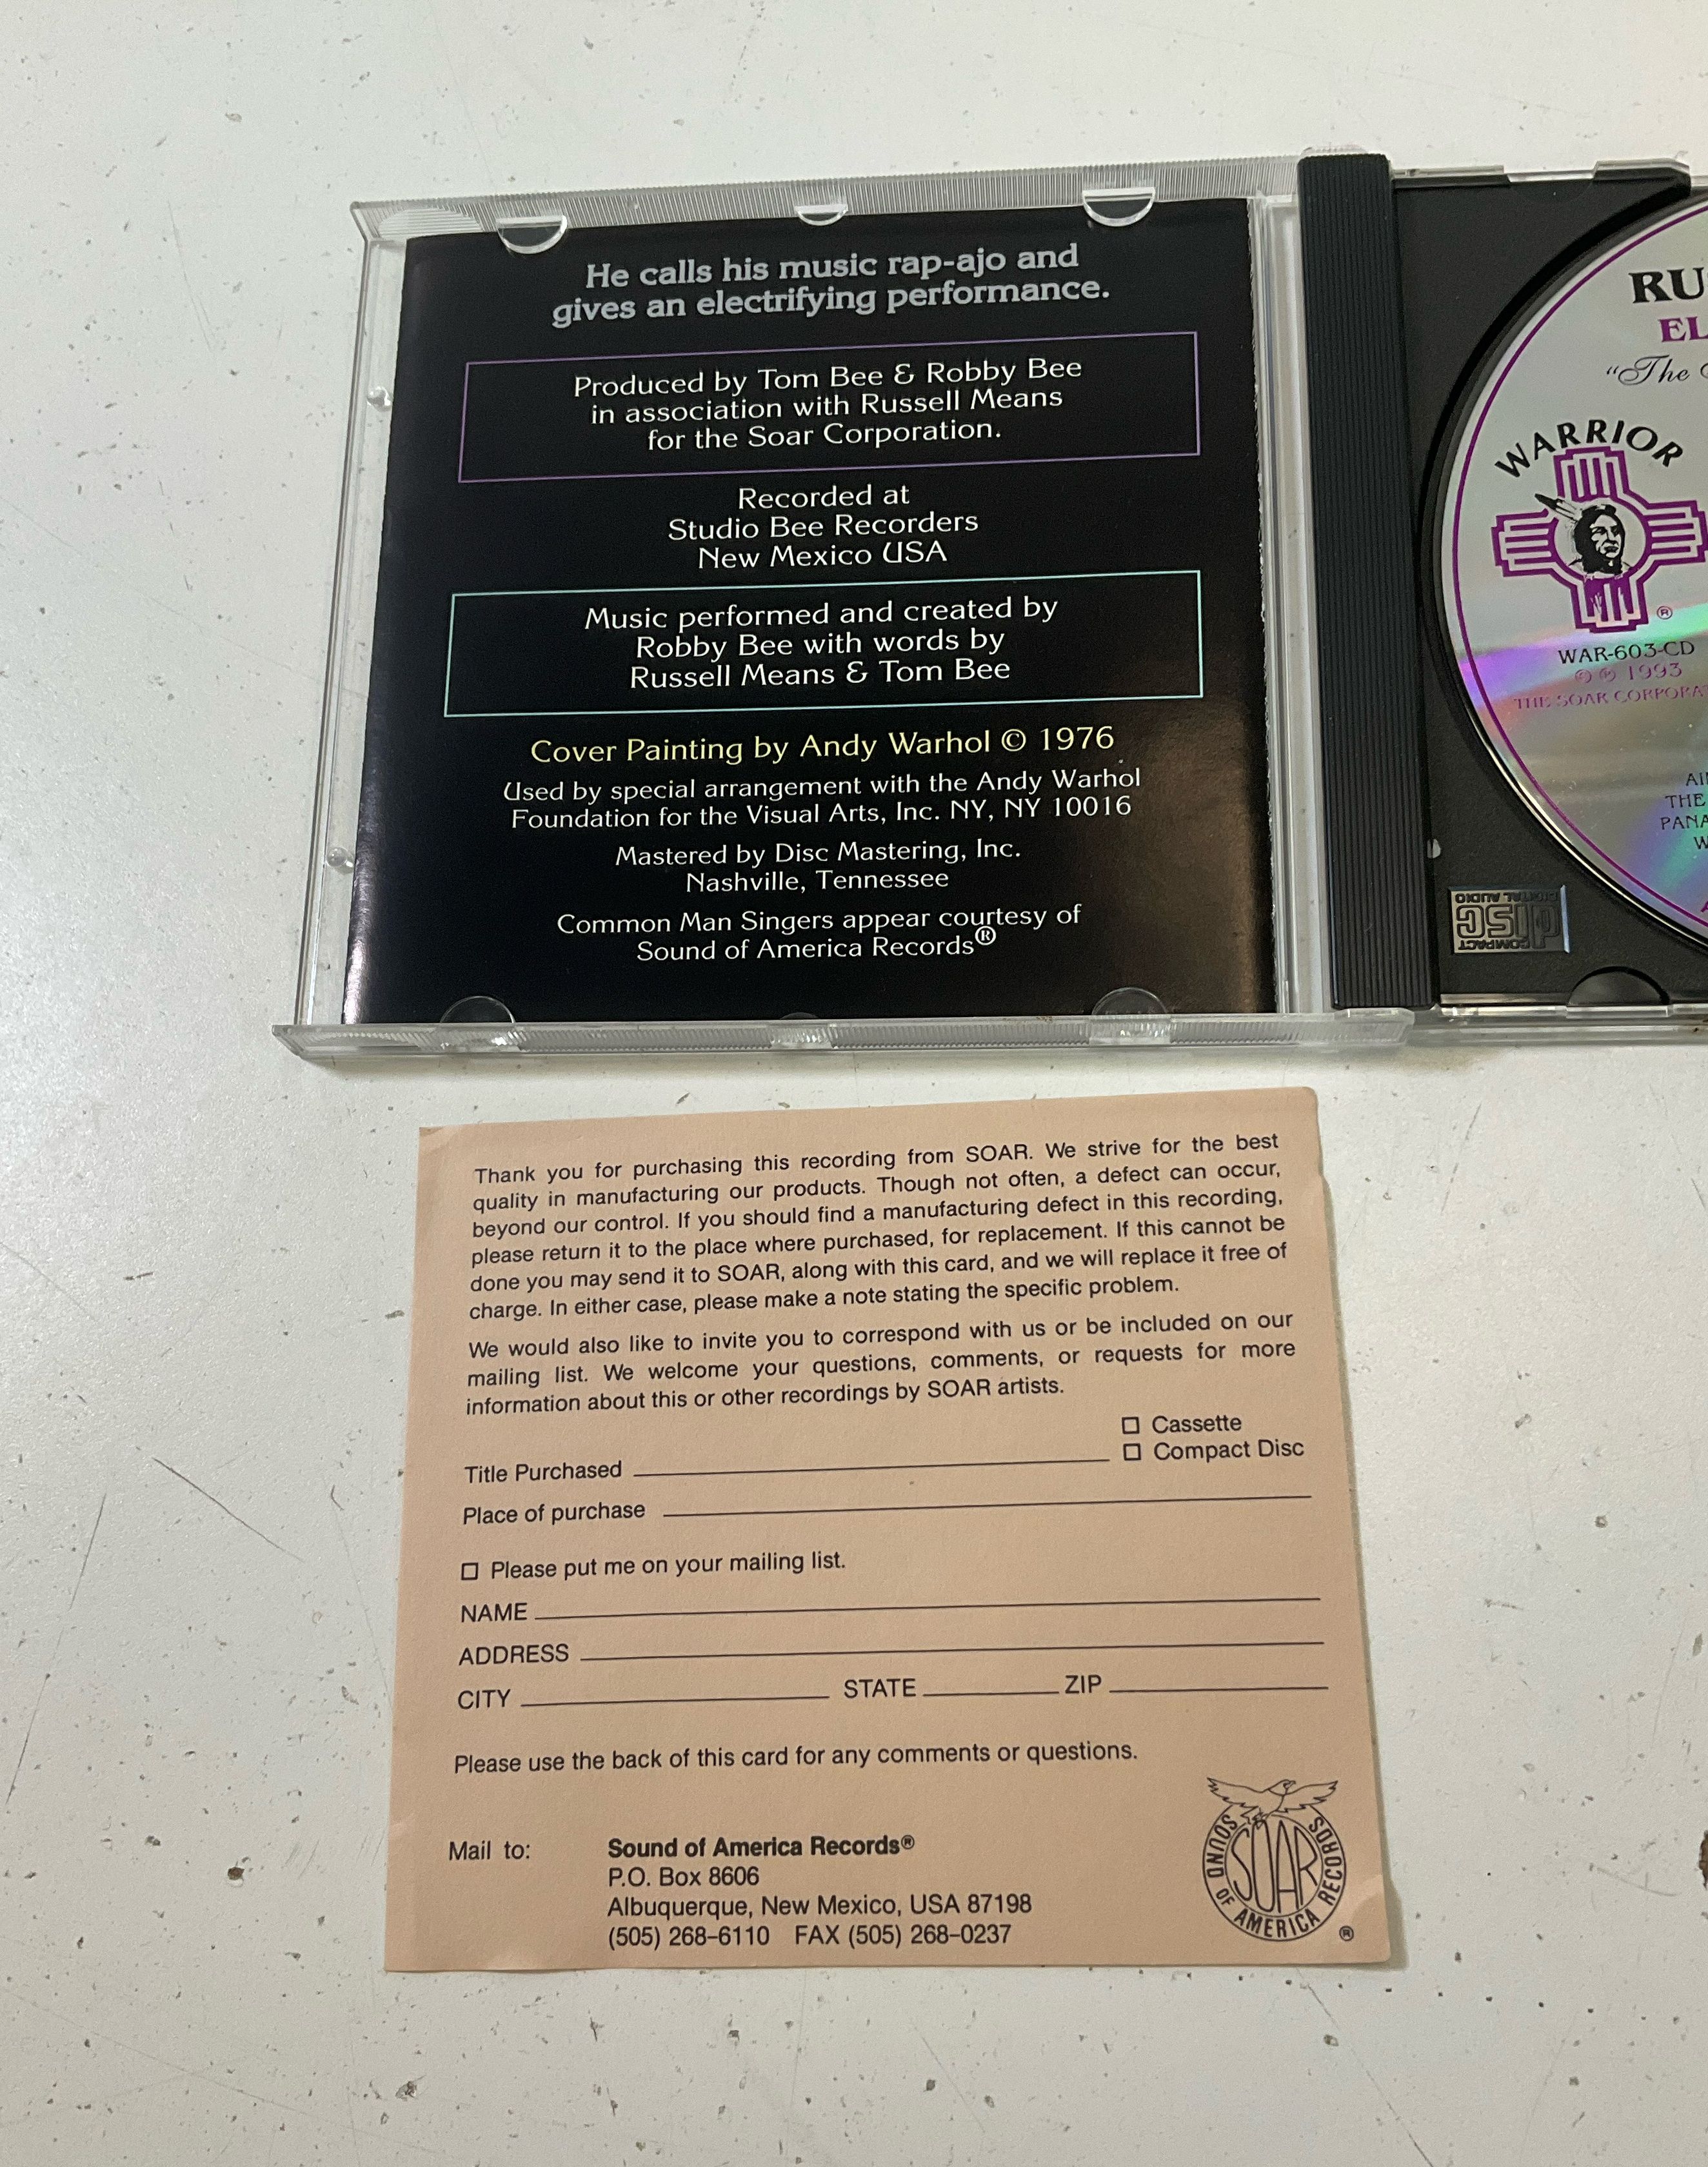 He calls his music rap-ajo and
gives an electrifying performance.
Produced by Tom Bee & Robby Bee
in association with Russell Means
for the Soar Corporation.
Recorded at
Studio Bee Recorders
New Mexico USA
Music performed and created by
Robby Bee with words by
Russell Means & Tom Bee
Cover Painting by Andy Warhol © 1976
Used by special arrangement with the Andy Warhol
Foundation for the Visual Arts, Inc. NY, NY 10016
Mastered by Disc Mastering, Inc.
Nashville, Tennessee
Common Man Singers appear courtesy of
Sound of America Records®
RU
EL
"The
WARRIOR
®
WAR-603-CD
© ℗ 1993
THE SOAR CORPORA
THE
PANA
COMPACT
disc
DIGITAL AUDIO
Thank you for purchasing this recording from SOAR. We strive for the best
quality in manufacturing our products. Though not often, a defect can occur,
beyond our control. If you should find a manufacturing defect in this recording,
please return it to the place where purchased, for replacement. If this cannot be
done you may send it to SOAR, along with this card, and we will replace it free of
charge. In either case, please make a note stating the specific problem.
We would also like to invite you to correspond with us or be included on our
mailing list. We welcome your questions, comments, or requests for more
information about this or other recordings by SOAR artists.
☐ Cassette
☐ Compact Disc
Title Purchased
Place of purchase
☐ Please put me on your mailing list.
NAME
ADDRESS
CITY STATE ZIP
Please use the back of this card for any comments or questions.
Mail to: Sound of America Records®
P.O. Box 8606
Albuquerque, New Mexico, USA 87198
(505) 268-6110 FAX (505) 268-0237
SOAR
SOUND OF AMERICA RECORDS
®